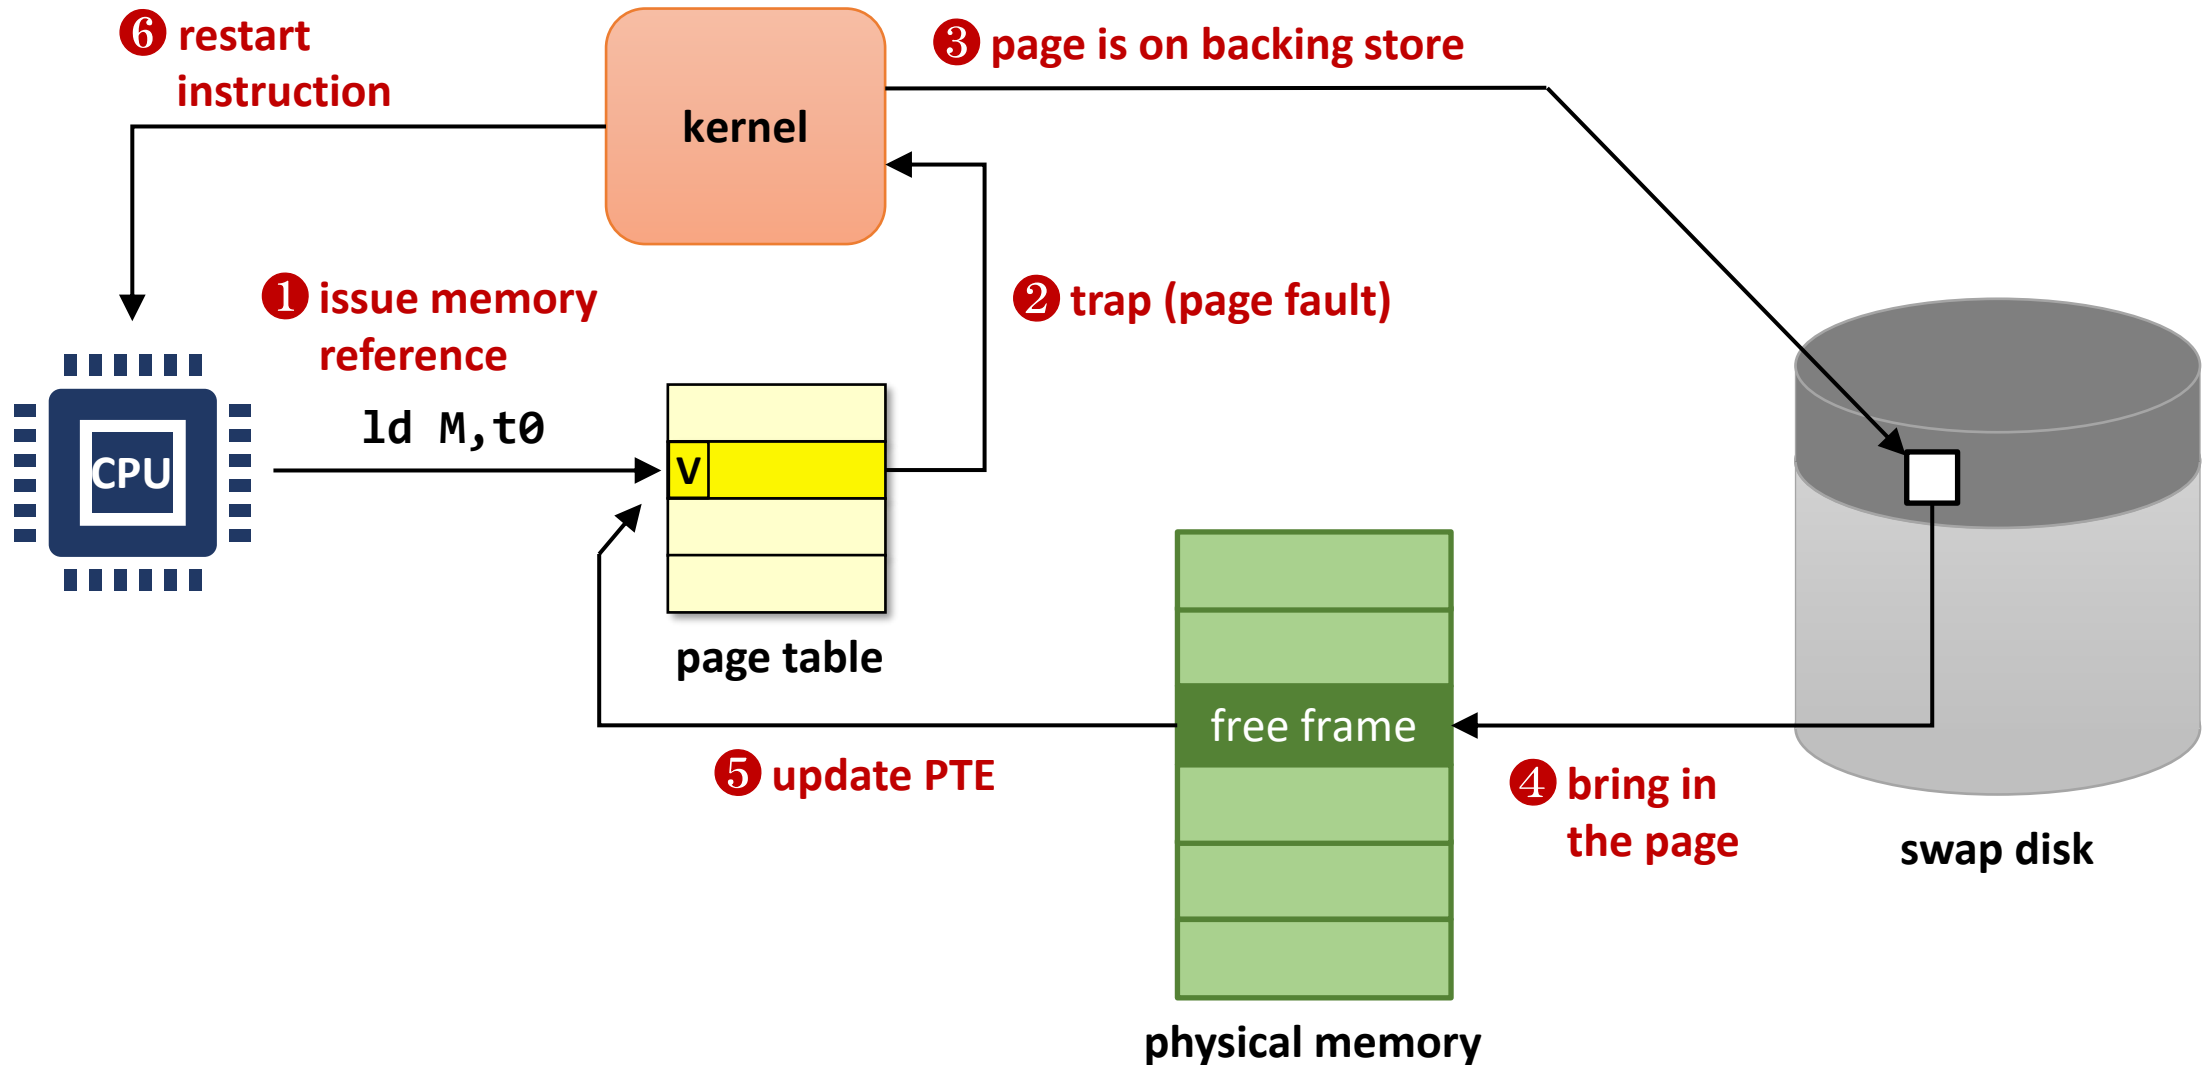 ❻ restart
instruction
❸ page is on backing store
kernel
❶ issue memory
reference
❷ trap (page fault)
ld M,t0
CPU
V
page table
free frame
❺ update PTE
❹ bring in
the page
swap disk
physical memory